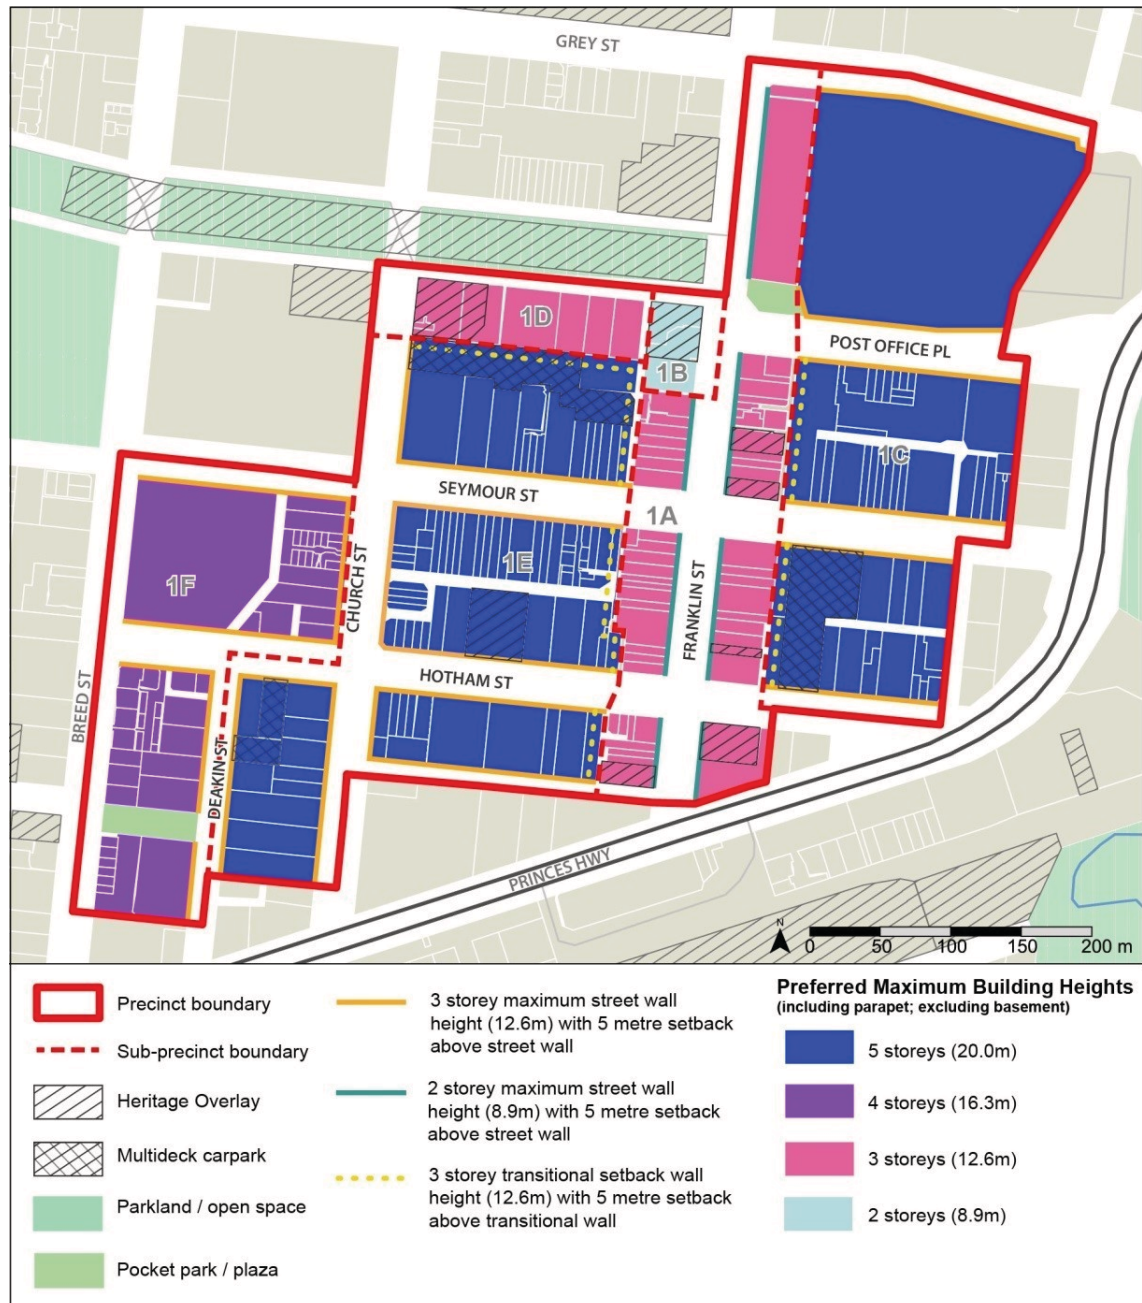 GREY ST
1D
1B
POST OFFICE PL
1C
SEYMOUR ST
1A
1E
1F
CHURCH ST
FRANKLIN ST
HOTHAM ST
BREED ST
DEAKIN ST
PRINCES HWY
N
0 50 100 150 200 m
Precinct boundary
Sub-precinct boundary
Heritage Overlay
Multideck carpark
Parkland / open space
Pocket park / plaza
3 storey maximum street wall
height (12.6m) with 5 metre setback
above street wall
2 storey maximum street wall
height (8.9m) with 5 metre setback
above street wall
3 storey transitional setback wall
height (12.6m) with 5 metre setback
above transitional wall
Preferred Maximum Building Heights
(including parapet; excluding basement)
5 storeys (20.0m)
4 storeys (16.3m)
3 storeys (12.6m)
2 storeys (8.9m)